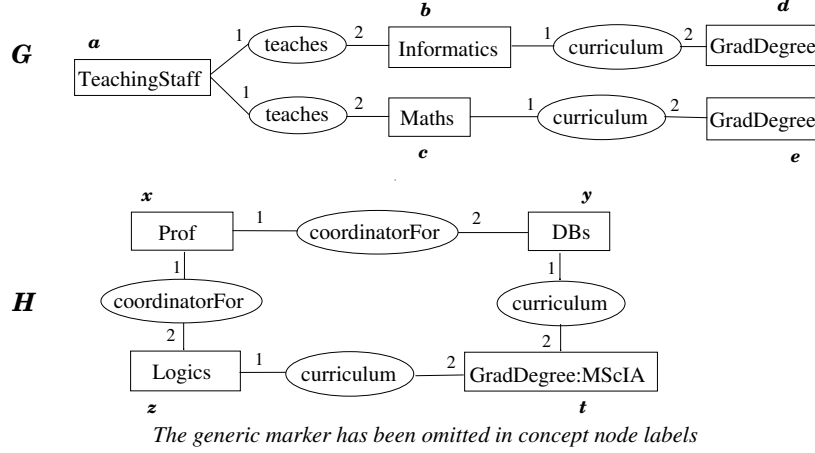 b d
1 teaches 2 Informatics 1 curriculum 2 GradDegree
G a
TeachingStaff
1 teaches 2 Maths 1 curriculum 2 GradDegree
c e
x y
Prof 1 coordinatorFor 2 DBs
1 1
H coordinatorFor curriculum
2 2
Logics 1 curriculum 2 GradDegree:MScIA
z t
The generic marker has been omitted in concept node labels